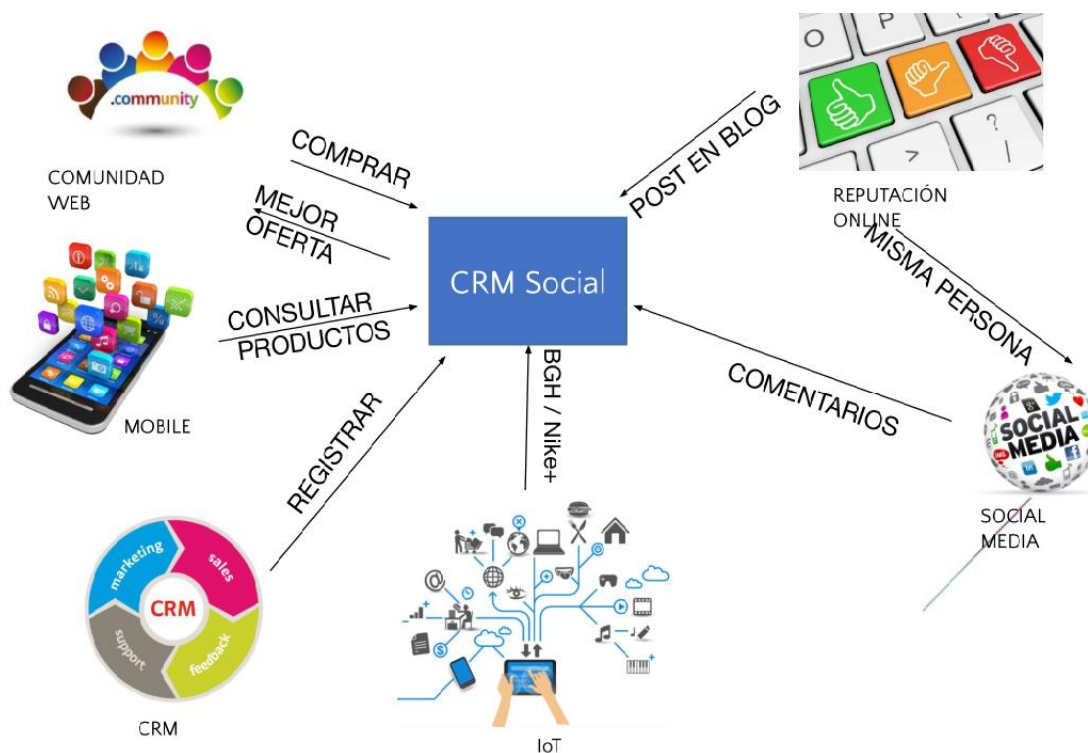 .community
COMUNIDAD
WEB
COMPRAR
MEJOR
OFERTA
POST EN BLOG
O P I
?
>
REPUTACIÓN
ONLINE
MISMA PERSONA
CRM Social
CONSULTAR
PRODUCTOS
MOBILE
REGISTRAR
BGH / Nike+
COMENTARIOS
SOCIAL
MEDIA
SOCIAL
MEDIA
marketing
sales
CRM
support
feedback
CRM
@
$
IoT